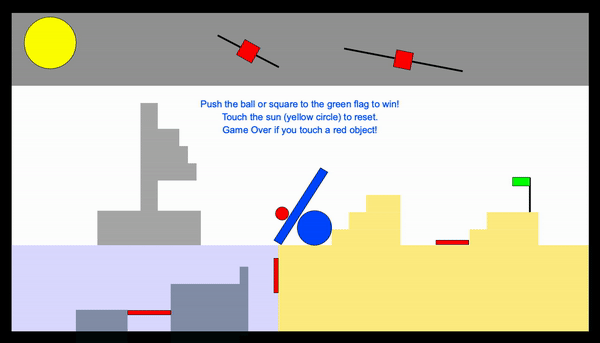 Push the ball or square to the green flag to win!
Touch the sun (yellow circle) to reset.
Game Over if you touch a red object!